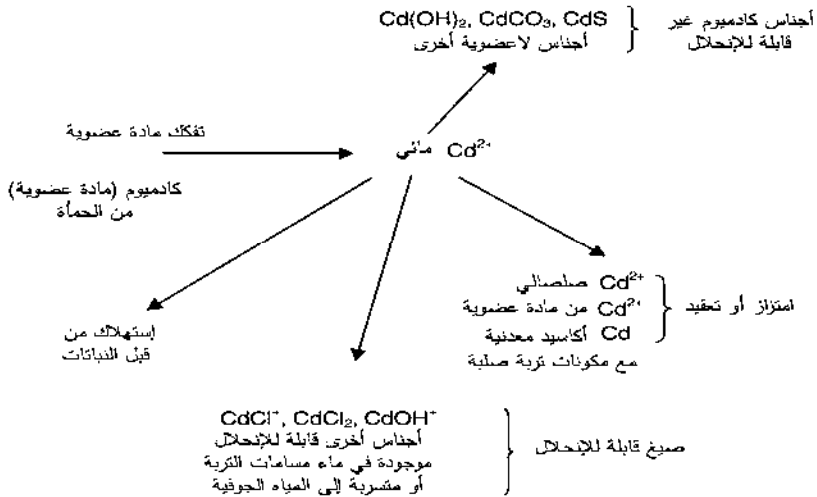 Cd(OH)₂, CdCO₃, CdS
أجناس لاعضوية أخرى
أجناس كادميوم غير
قابلة للإنحلال
تفكك مادة عضوية
Cd²⁺ مائي
كادميوم (مادة عضوية)
من الحمأة
Cd²⁺ صلصالي
Cd²⁺ من مادة عضوية
Cd أكاسيد معدنية
مع مكونات تربة صلبة
امتزاز أو تعقيد
إستهلاك من
قبل النباتات
CdCl⁺, CdCl₂, CdOH⁺
أجناس أخرى قابلة للإنحلال
موجودة في ماء مسامات التربة
أو متسربة إلى المياه الجوفية
صيغ قابلة للإنحلال